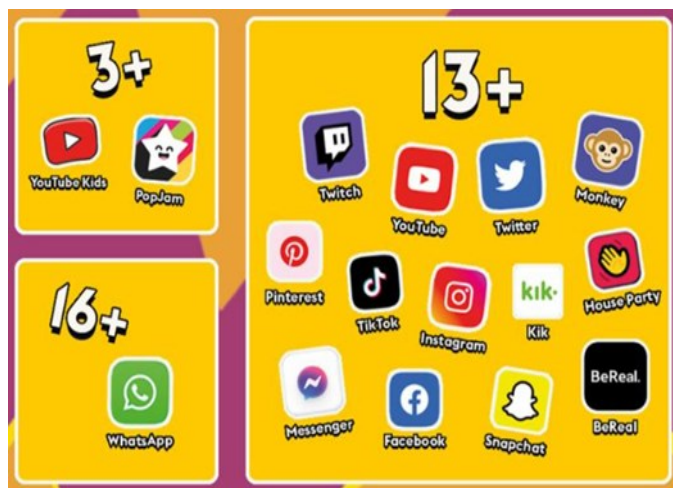 3+
YouTube Kids
PopJam
16+
WhatsApp
13+
Twitch
YouTube
Twitter
Monkey
Pinterest
TikTok
Instagram
kik.
Kik
House Party
Messenger
Facebook
Snapchat
BeReal.
BeReal